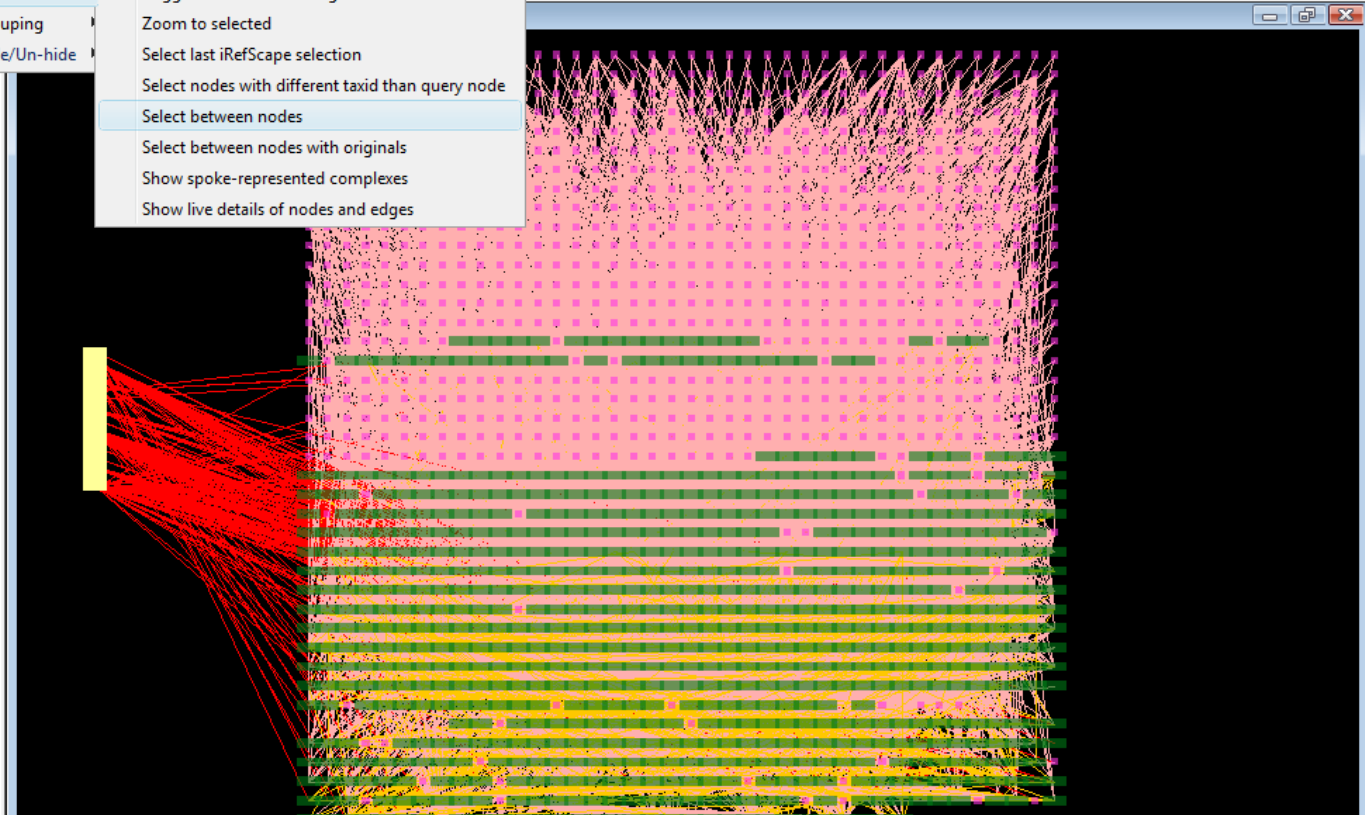 uping
Zoom to selected
e/Un-hide
Select last iRefScape selection
Select nodes with different taxid than query node
Select between nodes
Select between nodes with originals
Show spoke-represented complexes
Show live details of nodes and edges